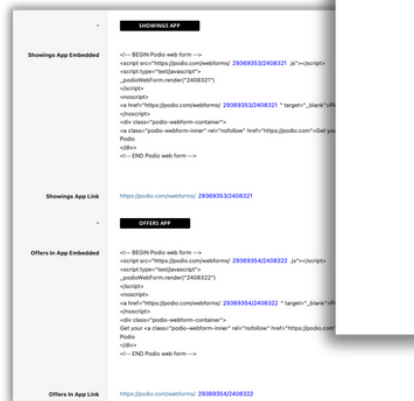 SHOWINGS APP
Showings App Embedded
<!-- BEGIN Podio web form -->
<script src="https://podio.com/webforms/ 29369353/2408321 .js"></script>
<script type="text/javascript">
_podioWebForm.render("2408321")
</script>
<noscript>
<a href="https://podio.com/webforms/ 29369353/2408321 " target="_blank">
</noscript>
<div class="podio-webform-container">
<a class="podio-webform-inner" rel="nofollow" href="https://podio.com">Get you
Podio
</div>
<!-- END Podio web form -->
Showings App Link
https://podio.com/webforms/ 29369353/2408321
OFFERS APP
Offers In App Embedded
<!-- BEGIN Podio web form -->
<script src="https://podio.com/webforms/ 29369354/2408322 .js"></script>
<script type="text/javascript">
_podioWebForm.render("2408322")
</script>
<noscript>
<a href="https://podio.com/webforms/ 29369354/2408322 " target="_blank">
</noscript>
<div class="podio-webform-container">
Get your <a class="podio-webform-inner" rel="nofollow" href="https://podio.com"
Podio
</div>
<!-- END Podio web form -->
Offers In App Link
https://podio.com/webforms/ 29369354/2408322